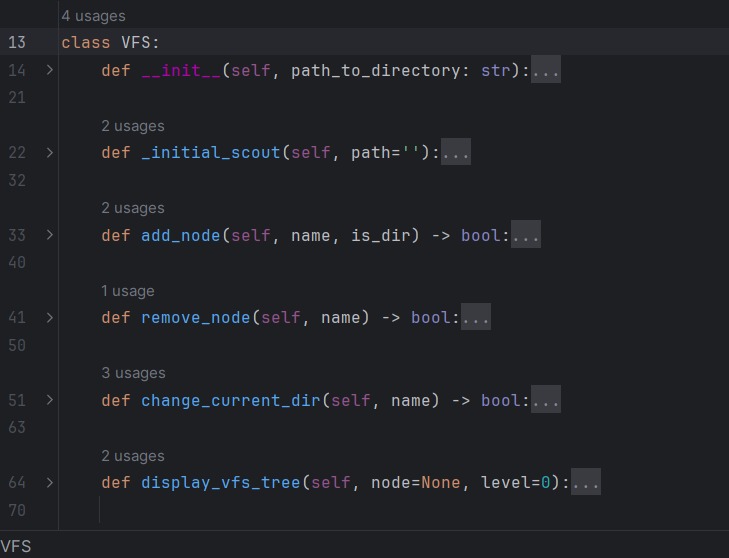 4 usages
13 class VFS:
14 def __init__(self, path_to_directory: str):...
21
2 usages
22 def _initial_scout(self, path=''):...
32
2 usages
33 def add_node(self, name, is_dir) -> bool:...
40
1 usage
41 def remove_node(self, name) -> bool:...
50
3 usages
51 def change_current_dir(self, name) -> bool:...
63
2 usages
64 def display_vfs_tree(self, node=None, level=0):...
70
VFS